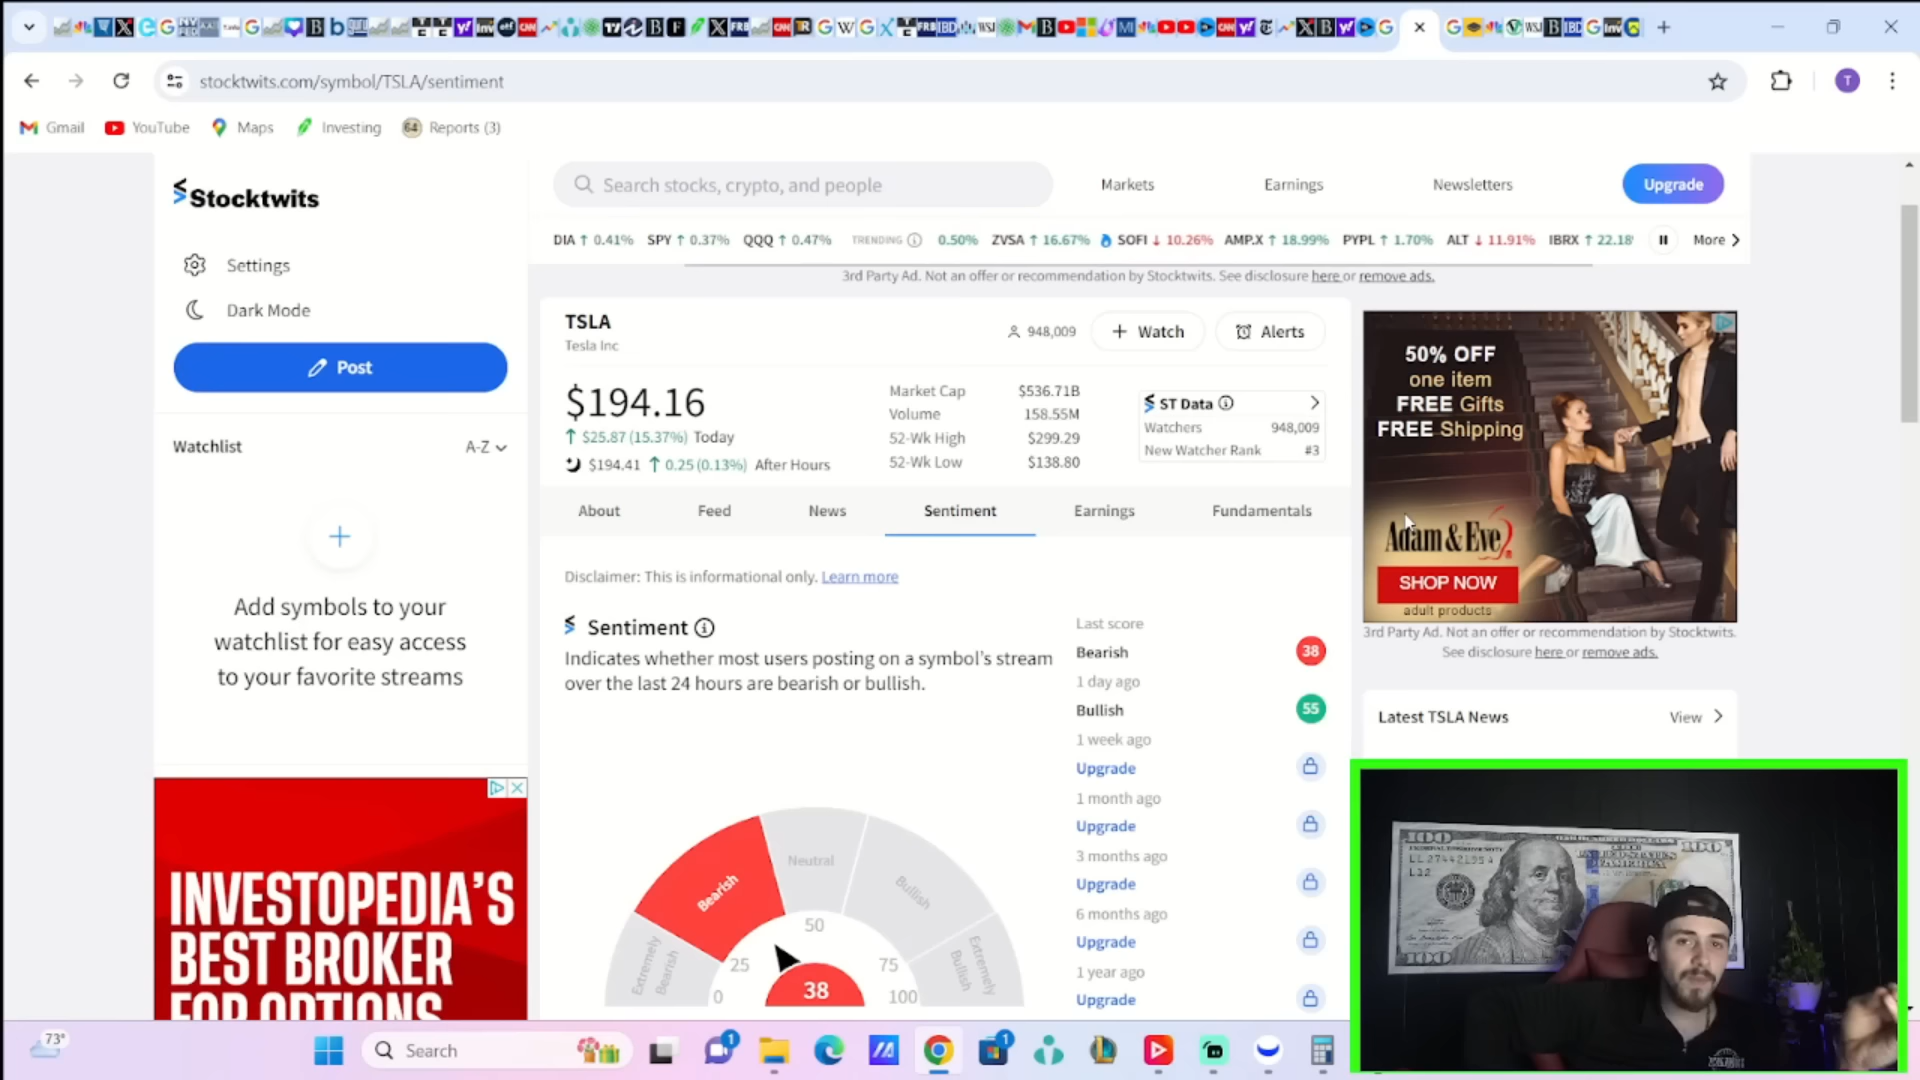 stocktwits.com/symbol/TSLA/sentiment
Gmail
YouTube
Maps
Investing
Reports (3)
Stocktwits
Search stocks, crypto, and people
Markets
Earnings
Newsletters
Upgrade
DIA ↑ 0.41% SPY ↑ 0.37% QQQ ↑ 0.47% TRENDING 0.50% ZVSA ↑ 16.67% SOFI ↓ 10.26% AMP.X ↑ 18.99% PYPL ↑ 1.70% ALT ↓ 11.91% IBRX ↑ 22.18
More
Settings
Dark Mode
Post
Watchlist
A-Z
Add symbols to your
watchlist for easy access
to your favorite streams
INVESTOPEDIA'S
BEST BROKER
FOR OPTIONS
3rd Party Ad. Not an offer or recommendation by Stocktwits. See disclosure here or remove ads.
TSLA
Tesla Inc
948,009
+ Watch
Alerts
$194.16
↑ $25.87 (15.37%) Today
$194.41 ↑ 0.25 (0.13%) After Hours
Market Cap $536.71B
Volume 158.55M
52-Wk High $299.29
52-Wk Low $138.80
ST Data
Watchers 948,009
New Watcher Rank #3
About
Feed
News
Sentiment
Earnings
Fundamentals
Disclaimer: This is informational only. Learn more
Sentiment
Indicates whether most users posting on a symbol's stream
over the last 24 hours are bearish or bullish.
Extremely
Bearish
Bearish
Neutral
Bullish
Extremely
Bullish
0
25
50
75
100
38
Last score
Bearish 38
1 day ago
Bullish 55
1 week ago
Upgrade
1 month ago
Upgrade
3 months ago
Upgrade
6 months ago
Upgrade
1 year ago
Upgrade
50% OFF
one item
FREE Gifts
FREE Shipping
Adam & Eve
SHOP NOW
adult products
3rd Party Ad. Not an offer or recommendation by Stocktwits.
See disclosure here or remove ads.
Latest TSLA News
View
100
100
73°
Search
1
1
T